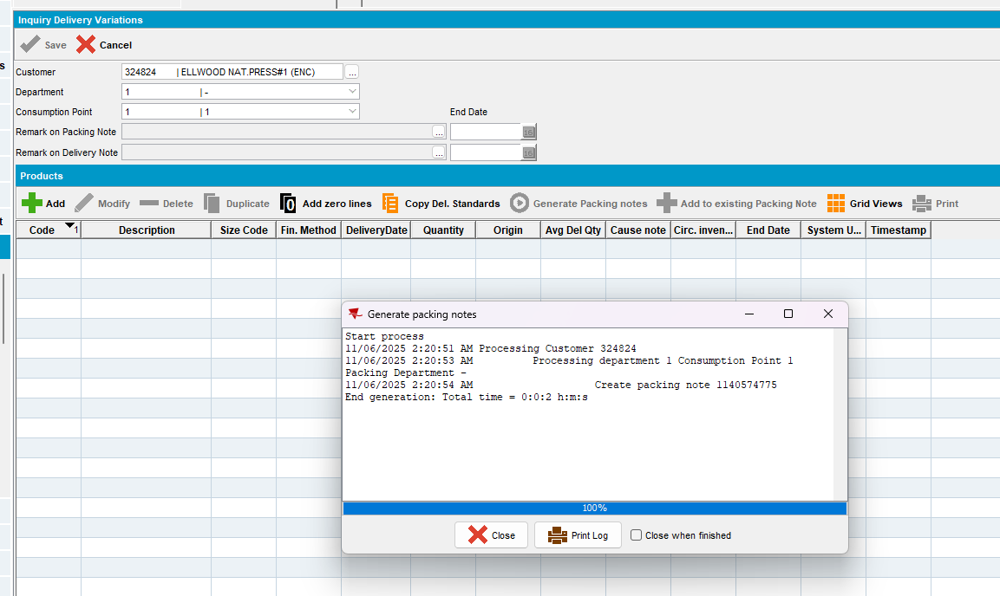 Inquiry Delivery Variations
Save Cancel
s
Customer 324824 | ELLWOOD NAT.PRESS#1 (ENC) ...
Department 1 | -
Consumption Point 1 | 1 End Date
Remark on Packing Note ... 16
Remark on Delivery Note ... 16
Products
t
Add Modify Delete Duplicate 0 Add zero lines Copy Del. Standards Generate Packing notes Add to existing Packing Note Grid Views Print
Code 1 Description Size Code Fin. Method DeliveryDate Quantity Origin Avg Del Qty Cause note Circ. inven... End Date System U... Timestamp
Generate packing notes
Start process
11/06/2025 2:20:51 AM Processing Customer 324824
11/06/2025 2:20:53 AM Processing department 1 Consumption Point 1
Packing Department -
11/06/2025 2:20:54 AM Create packing note 1140574775
End generation: Total time = 0:0:2 h:m:s
100%
Close Print Log Close when finished